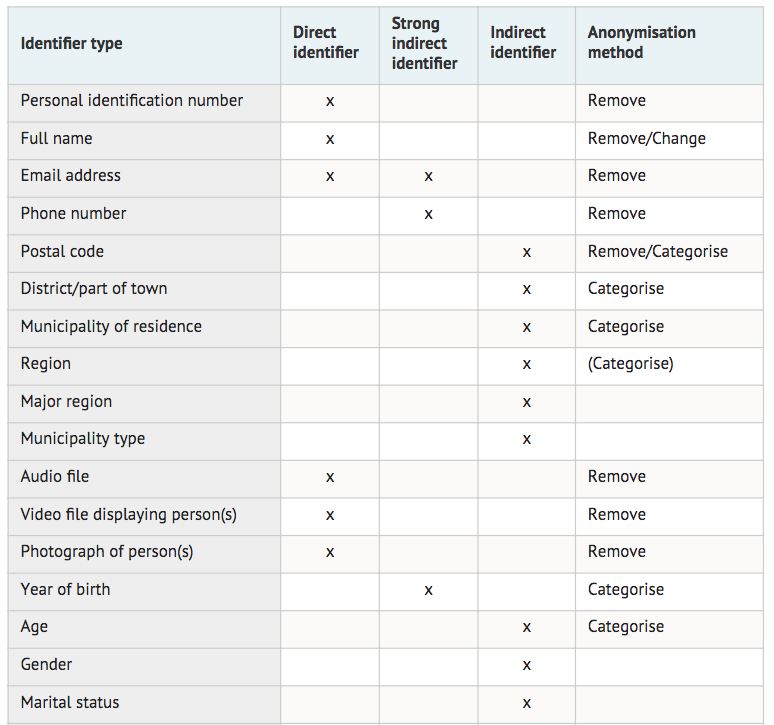 Identifier type Direct identifier Strong indirect identifier Indirect identifier Anonymisation method
Personal identification number x Remove
Full name x Remove/Change
Email address x x Remove
Phone number x Remove
Postal code x Remove/Categorise
District/part of town x Categorise
Municipality of residence x Categorise
Region x (Categorise)
Major region x
Municipality type x
Audio file x Remove
Video file displaying person(s) x Remove
Photograph of person(s) x Remove
Year of birth x Categorise
Age x Categorise
Gender x
Marital status x